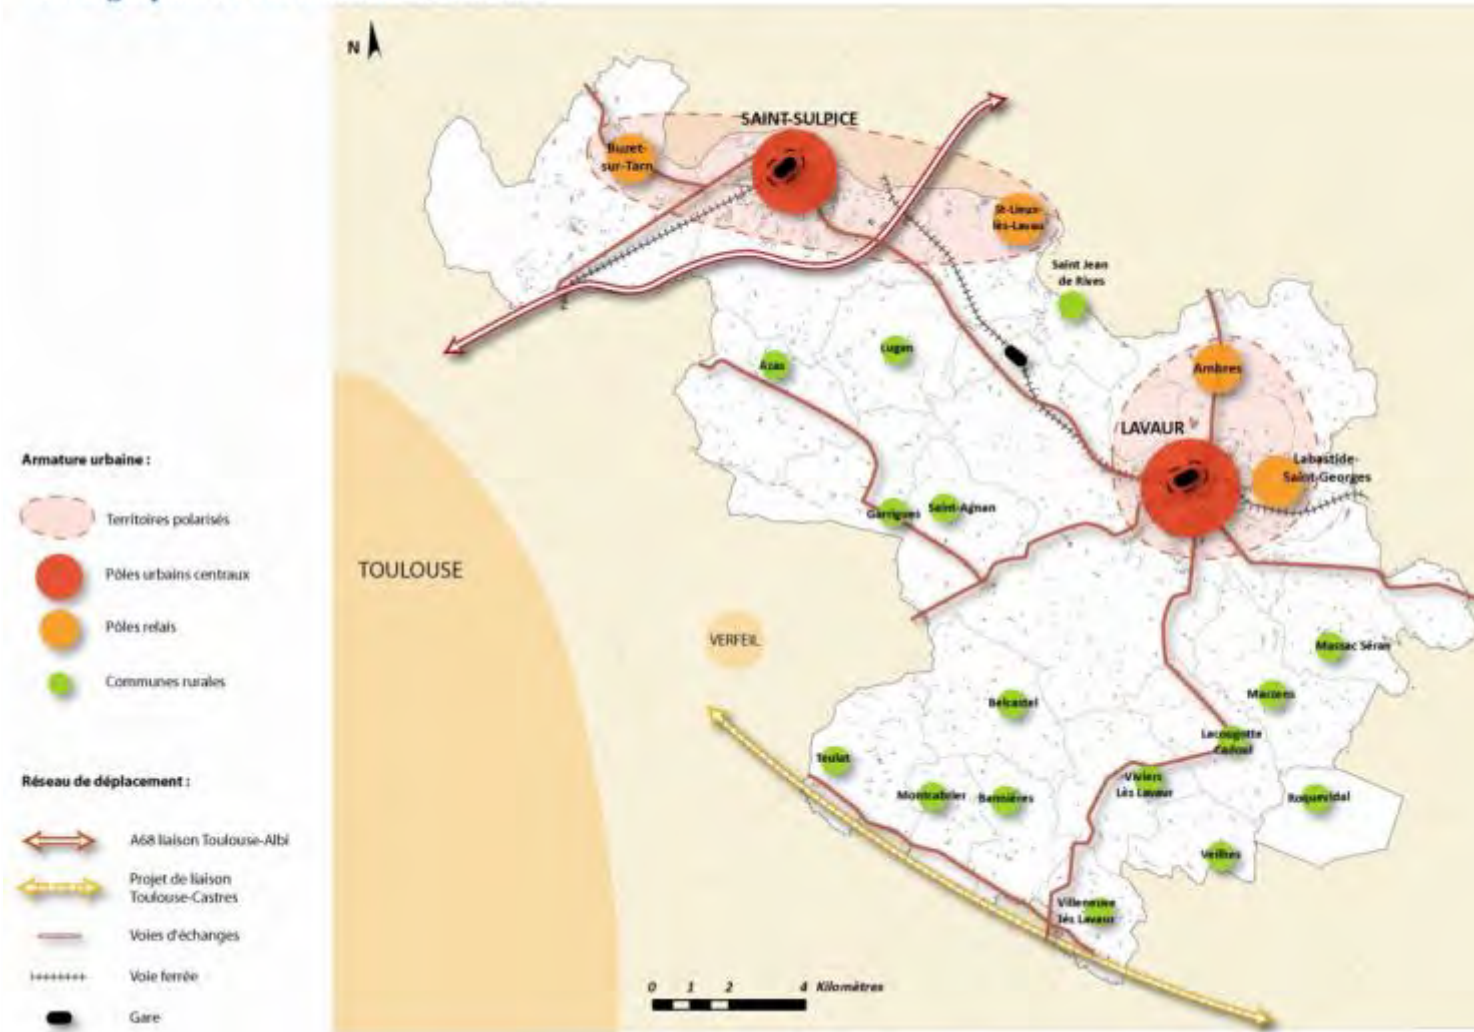 N
SAINT-SULPICE
Buzet-
sur-Tarn
St-Lieux-
lès-Lavau
Saint Jean
de Rives
Lugan
Azas
Ambres
LAVAUR
Labastide-
Saint-Georges
Garrigues
Saint-Agnan
TOULOUSE
VERFEIL
Massac Séran
Marzens
Belcastel
Lacougotte
Cadoul
Teulat
Viviers
Lès Lavaur
Montcabrier
Bannières
Roquevidal
Veilhes
Villeneuve
lès Lavaur
0 1 2 4 Kilomètres
Armature urbaine :
Territoires polarisés
Pôles urbains centraux
Pôles relais
Communes rurales
Réseau de déplacement :
A68 liaison Toulouse-Albi
Projet de liaison
Toulouse-Castres
Voies d'échanges
Voie ferrée
Gare